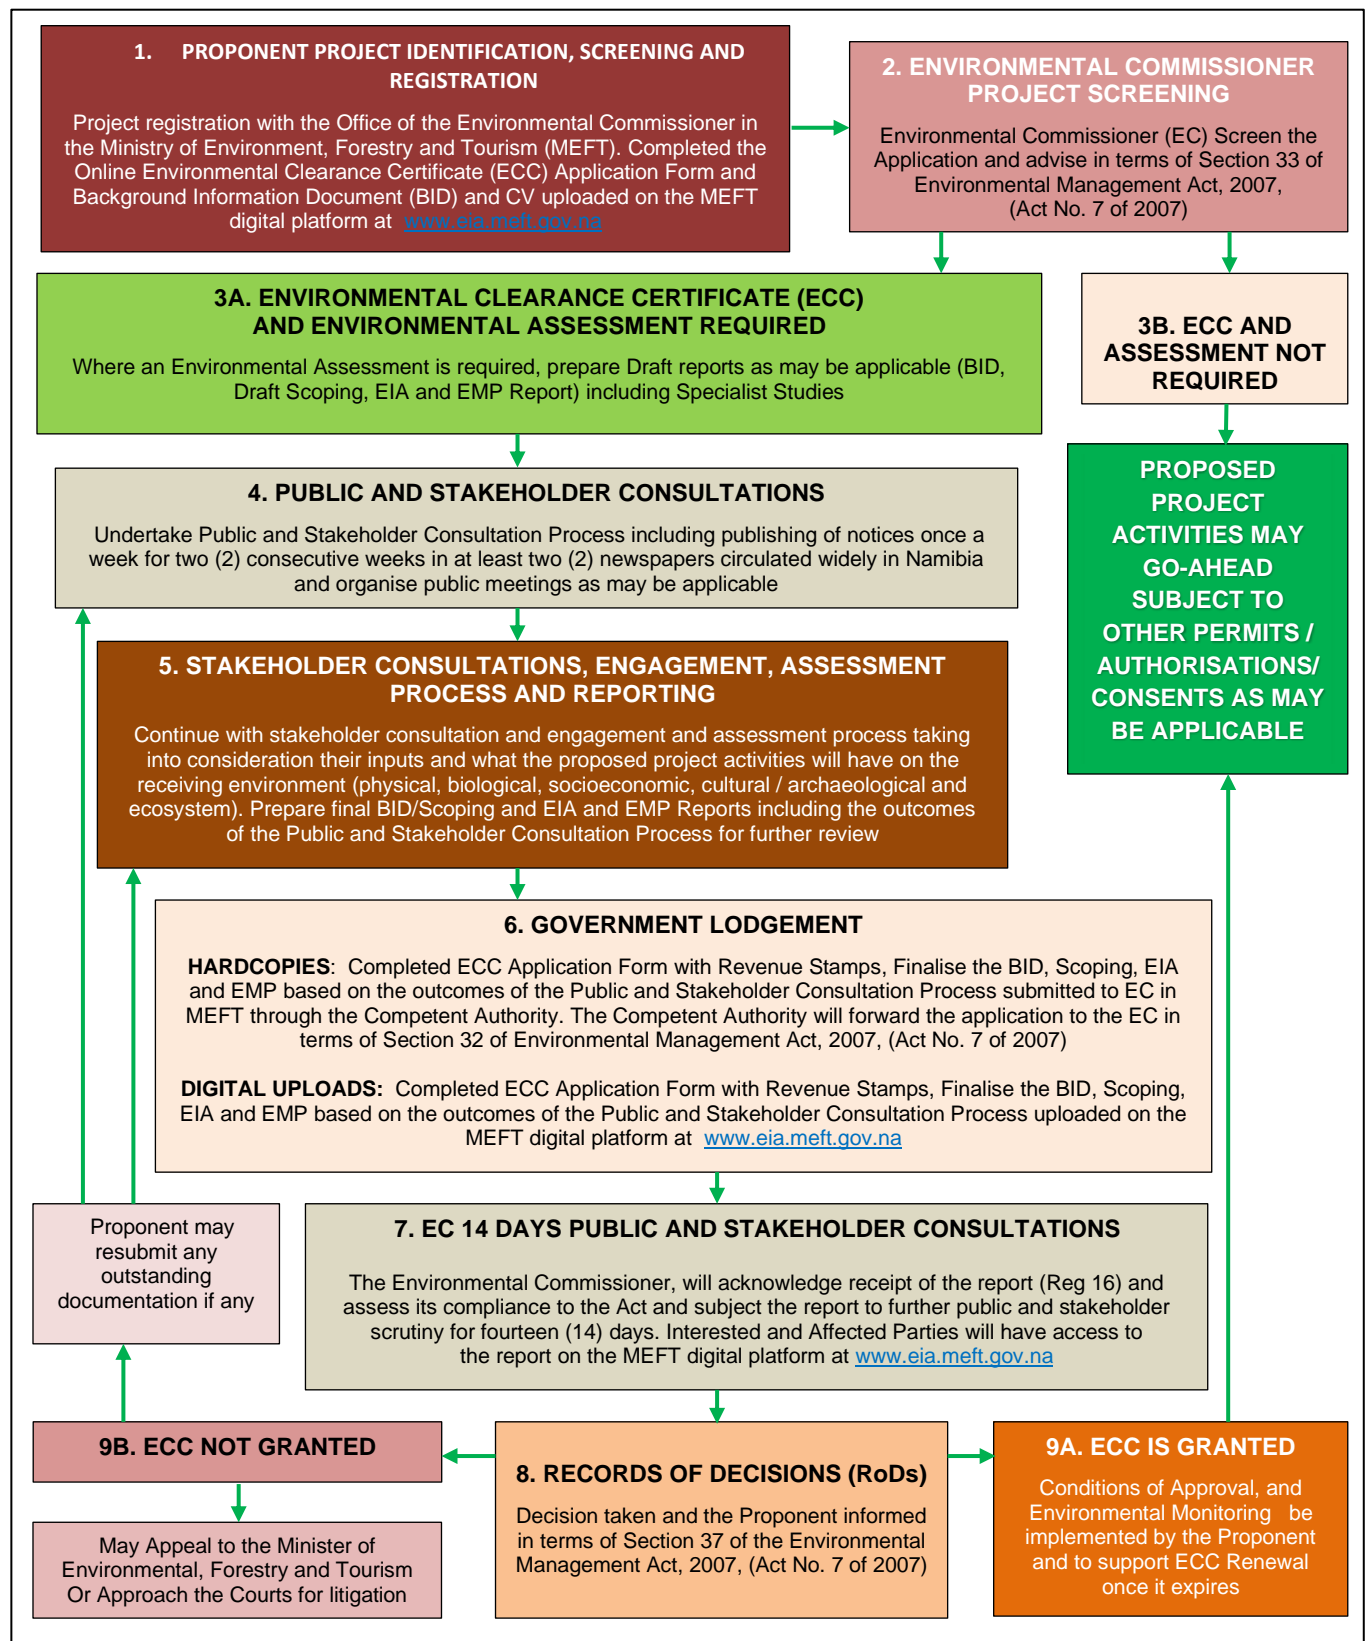 1. PROPONENT PROJECT IDENTIFICATION, SCREENING AND
REGISTRATION
Project registration with the Office of the Environmental Commissioner in
the Ministry of Environment, Forestry and Tourism (MEFT). Completed the
Online Environmental Clearance Certificate (ECC) Application Form and
Background Information Document (BID) and CV uploaded on the MEFT
digital platform at www.eia.meft.gov.na
2. ENVIRONMENTAL COMMISSIONER
PROJECT SCREENING
Environmental Commissioner (EC) Screen the
Application and advise in terms of Section 33 of
Environmental Management Act, 2007,
(Act No. 7 of 2007)
3A. ENVIRONMENTAL CLEARANCE CERTIFICATE (ECC)
AND ENVIRONMENTAL ASSESSMENT REQUIRED
Where an Environmental Assessment is required, prepare Draft reports as may be applicable (BID,
Draft Scoping, EIA and EMP Report) including Specialist Studies
3B. ECC AND
ASSESSMENT NOT
REQUIRED
4. PUBLIC AND STAKEHOLDER CONSULTATIONS
Undertake Public and Stakeholder Consultation Process including publishing of notices once a
week for two (2) consecutive weeks in at least two (2) newspapers circulated widely in Namibia
and organise public meetings as may be applicable
PROPOSED
PROJECT
ACTIVITIES MAY
GO-AHEAD
SUBJECT TO
OTHER PERMITS /
AUTHORISATIONS/
CONSENTS AS MAY
BE APPLICABLE
5. STAKEHOLDER CONSULTATIONS, ENGAGEMENT, ASSESSMENT
PROCESS AND REPORTING
Continue with stakeholder consultation and engagement and assessment process taking
into consideration their inputs and what the proposed project activities will have on the
receiving environment (physical, biological, socioeconomic, cultural / archaeological and
ecosystem). Prepare final BID/Scoping and EIA and EMP Reports including the outcomes
of the Public and Stakeholder Consultation Process for further review
6. GOVERNMENT LODGEMENT
HARDCOPIES: Completed ECC Application Form with Revenue Stamps, Finalise the BID, Scoping, EIA
and EMP based on the outcomes of the Public and Stakeholder Consultation Process submitted to EC in
MEFT through the Competent Authority. The Competent Authority will forward the application to the EC in
terms of Section 32 of Environmental Management Act, 2007, (Act No. 7 of 2007)
DIGITAL UPLOADS: Completed ECC Application Form with Revenue Stamps, Finalise the BID, Scoping,
EIA and EMP based on the outcomes of the Public and Stakeholder Consultation Process uploaded on the
MEFT digital platform at www.eia.meft.gov.na
Proponent may
resubmit any
outstanding
documentation if any
7. EC 14 DAYS PUBLIC AND STAKEHOLDER CONSULTATIONS
The Environmental Commissioner, will acknowledge receipt of the report (Reg 16) and
assess its compliance to the Act and subject the report to further public and stakeholder
scrutiny for fourteen (14) days. Interested and Affected Parties will have access to
the report on the MEFT digital platform at www.eia.meft.gov.na
9B. ECC NOT GRANTED
May Appeal to the Minister of
Environmental, Forestry and Tourism
Or Approach the Courts for litigation
8. RECORDS OF DECISIONS (RoDs)
Decision taken and the Proponent informed
in terms of Section 37 of the Environmental
Management Act, 2007, (Act No. 7 of 2007)
9A. ECC IS GRANTED
Conditions of Approval, and
Environmental Monitoring be
implemented by the Proponent
and to support ECC Renewal
once it expires